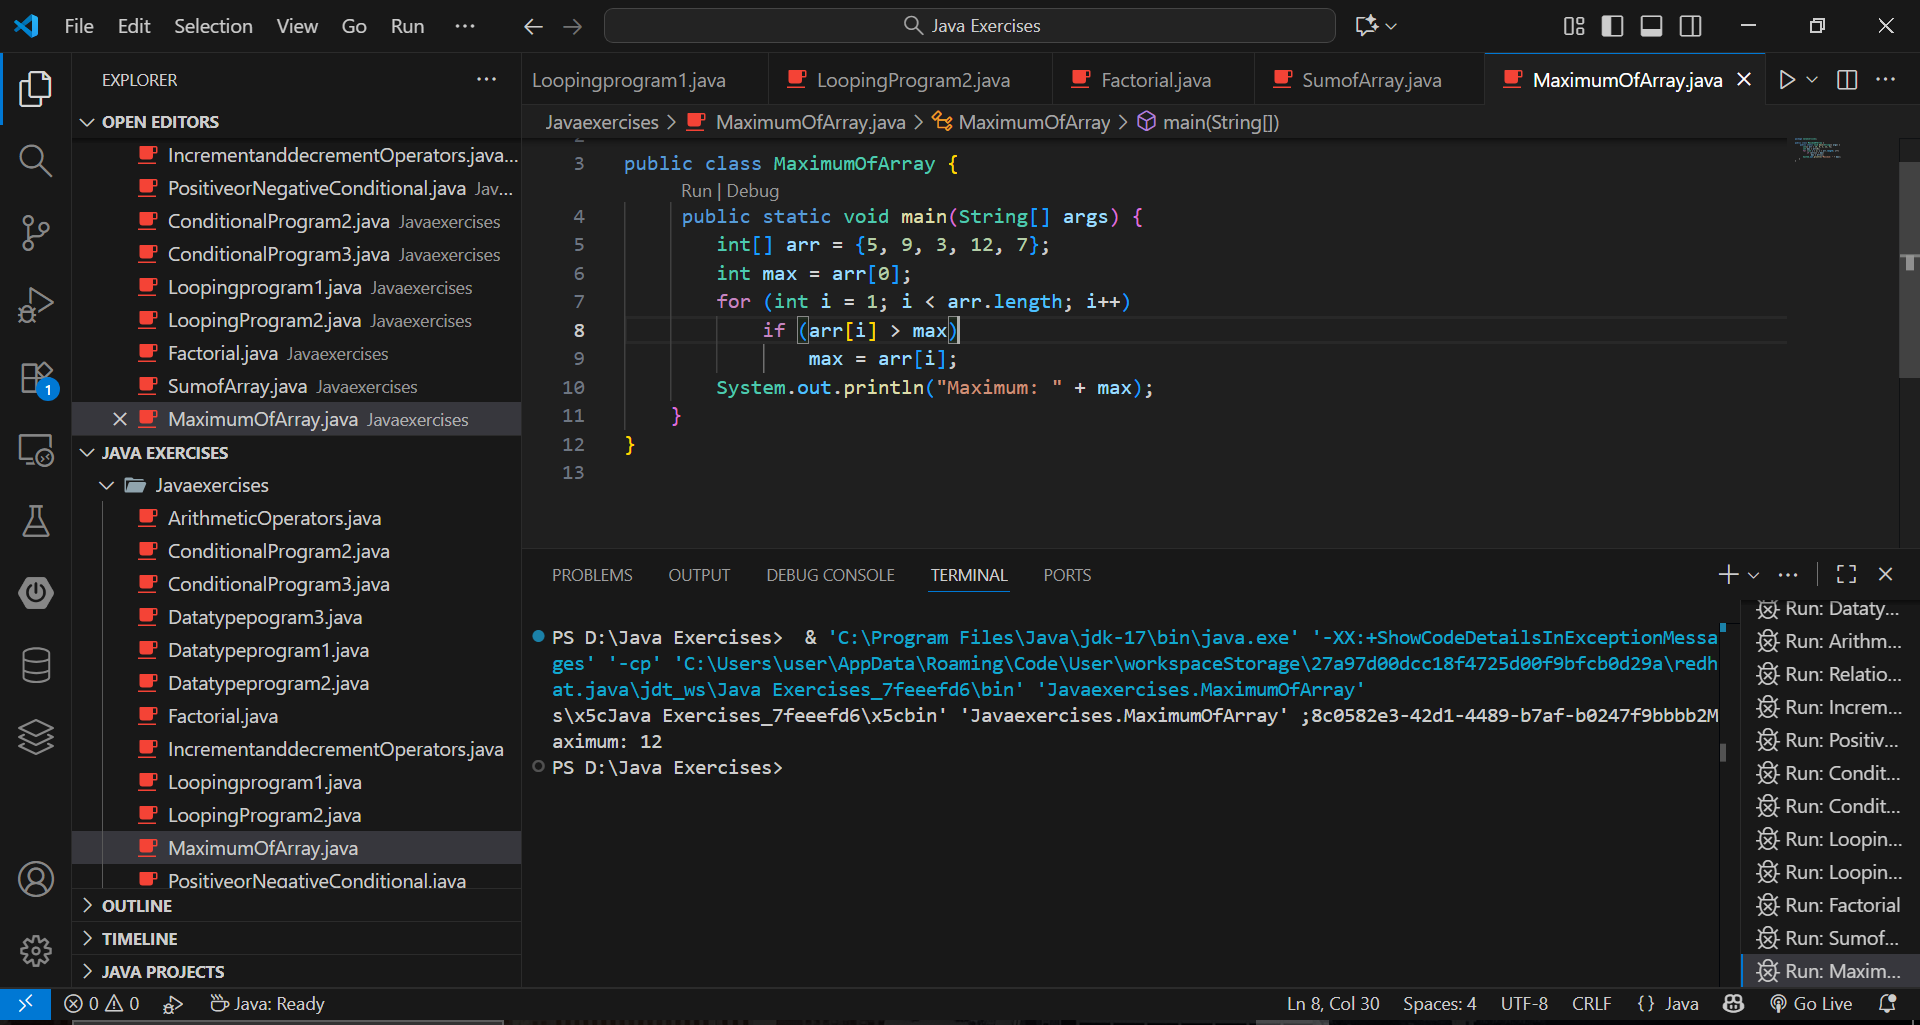 File Edit Selection View Go Run ···
Java Exercises
EXPLORER ···
OPEN EDITORS
IncrementanddecrementOperators.java...
PositiveorNegativeConditional.java Jav...
ConditionalProgram2.java Javaexercises
ConditionalProgram3.java Javaexercises
Loopingprogram1.java Javaexercises
LoopingProgram2.java Javaexercises
Factorial.java Javaexercises
SumofArray.java Javaexercises
MaximumOfArray.java Javaexercises
JAVA EXERCISES
Javaexercises
ArithmeticOperators.java
ConditionalProgram2.java
ConditionalProgram3.java
Datatypepogram3.java
Datatypeprogram1.java
Datatypeprogram2.java
Factorial.java
IncrementanddecrementOperators.java
Loopingprogram1.java
LoopingProgram2.java
MaximumOfArray.java
PositiveorNegativeConditional.java
OUTLINE
TIMELINE
JAVA PROJECTS
1
Loopingprogram1.java LoopingProgram2.java Factorial.java SumofArray.java MaximumOfArray.java
Javaexercises > MaximumOfArray.java > MaximumOfArray > main(String[])
2
3 public class MaximumOfArray {
Run | Debug
4 public static void main(String[] args) {
5 int[] arr = {5, 9, 3, 12, 7};
6 int max = arr[0];
7 for (int i = 1; i < arr.length; i++)
8 if (arr[i] > max)
9 max = arr[i];
10 System.out.println("Maximum: " + max);
11 }
12 }
13
PROBLEMS OUTPUT DEBUG CONSOLE TERMINAL PORTS
PS D:\Java Exercises>  & 'C:\Program Files\Java\jdk-17\bin\java.exe' '-XX:+ShowCodeDetailsInExceptionMessa
ges' '-cp' 'C:\Users\user\AppData\Roaming\Code\User\workspaceStorage\27a97d00dcc18f4725d00f9bfcb0d29a\redh
at.java\jdt_ws\Java Exercises_7feeefd6\bin' 'Javaexercises.MaximumOfArray'
s\x5cJava Exercises_7feeefd6\x5cbin' 'Javaexercises.MaximumOfArray' ;8c0582e3-42d1-4489-b7af-b0247f9bbbb2M
aximum: 12
PS D:\Java Exercises>
Run: Dataty...
Run: Arithm...
Run: Relatio...
Run: Increm...
Run: Positiv...
Run: Condit...
Run: Condit...
Run: Loopin...
Run: Loopin...
Run: Factorial
Run: Sumof...
Run: Maxim...
0 0 Java: Ready
Ln 8, Col 30 Spaces: 4 UTF-8 CRLF {} Java Go Live